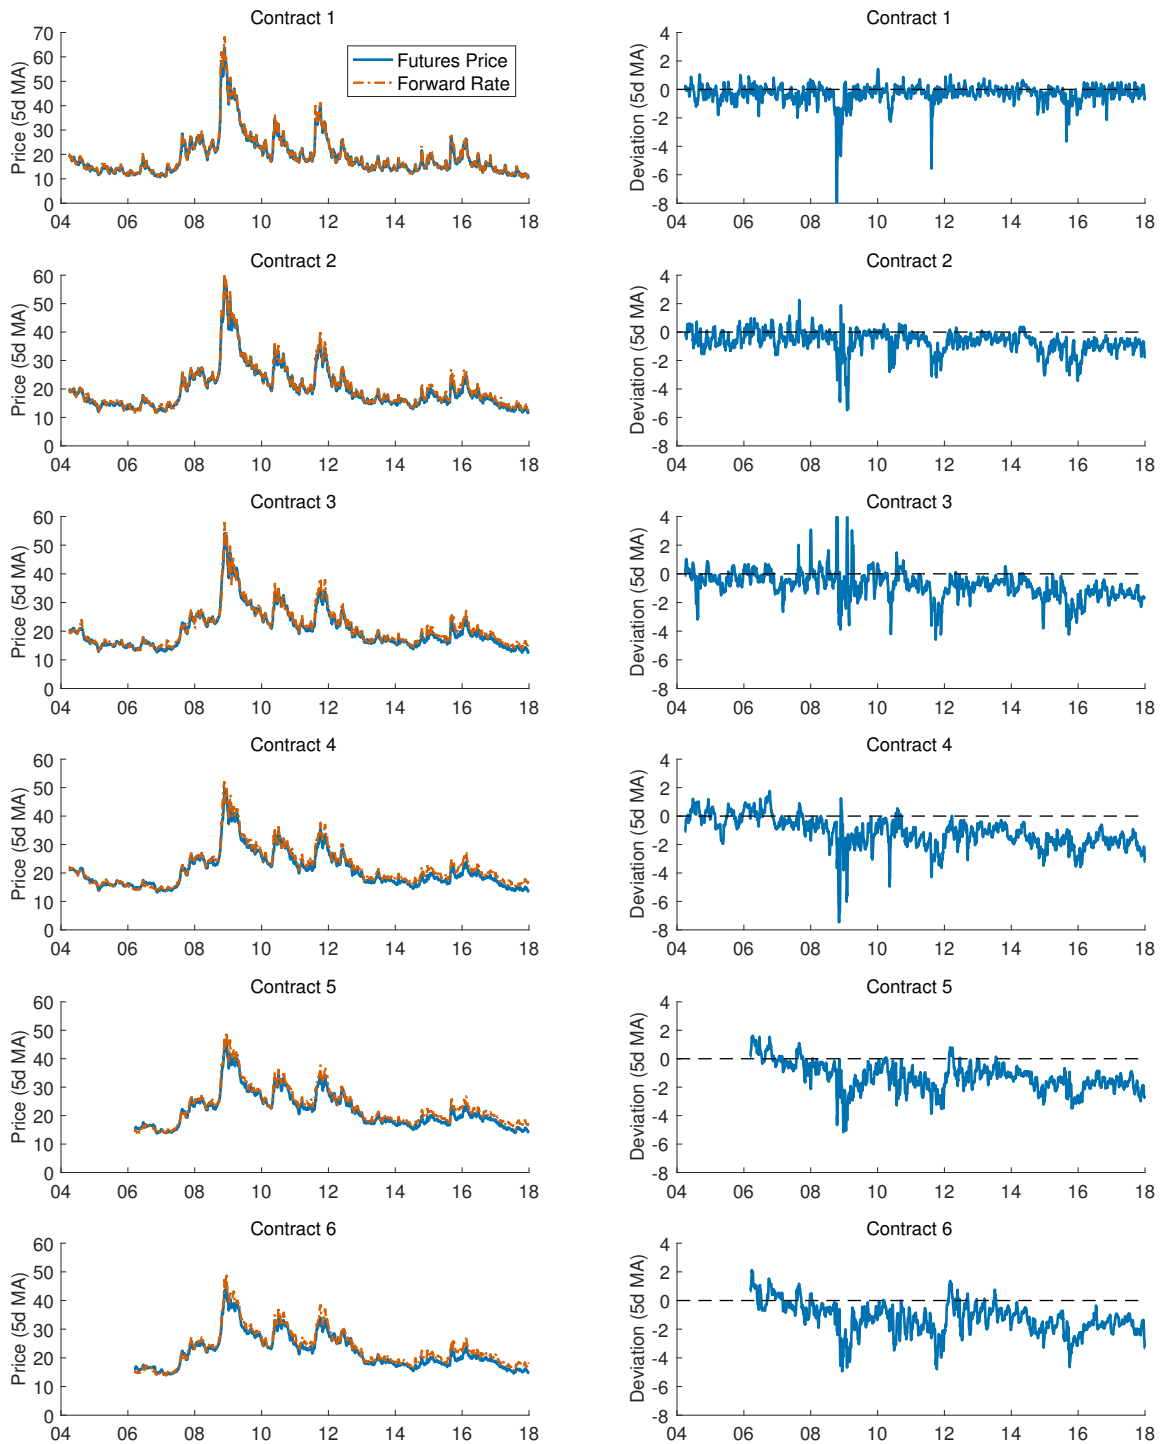 Contract 1
Price (5d MA)
70
60
50
40
30
20
10
0
04 06 08 10 12 14 16 18
Futures Price
Forward Rate
Contract 1
Deviation (5d MA)
4
2
0
-2
-4
-6
-8
04 06 08 10 12 14 16 18
Contract 2
Price (5d MA)
60
50
40
30
20
10
0
04 06 08 10 12 14 16 18
Contract 2
Deviation (5d MA)
4
2
0
-2
-4
-6
-8
04 06 08 10 12 14 16 18
Contract 3
Price (5d MA)
60
50
40
30
20
10
0
04 06 08 10 12 14 16 18
Contract 3
Deviation (5d MA)
4
2
0
-2
-4
-6
-8
04 06 08 10 12 14 16 18
Contract 4
Price (5d MA)
60
50
40
30
20
10
0
04 06 08 10 12 14 16 18
Contract 4
Deviation (5d MA)
4
2
0
-2
-4
-6
-8
04 06 08 10 12 14 16 18
Contract 5
Price (5d MA)
60
50
40
30
20
10
0
04 06 08 10 12 14 16 18
Contract 5
Deviation (5d MA)
4
2
0
-2
-4
-6
-8
04 06 08 10 12 14 16 18
Contract 6
Price (5d MA)
60
50
40
30
20
10
0
04 06 08 10 12 14 16 18
Contract 6
Deviation (5d MA)
4
2
0
-2
-4
-6
-8
04 06 08 10 12 14 16 18